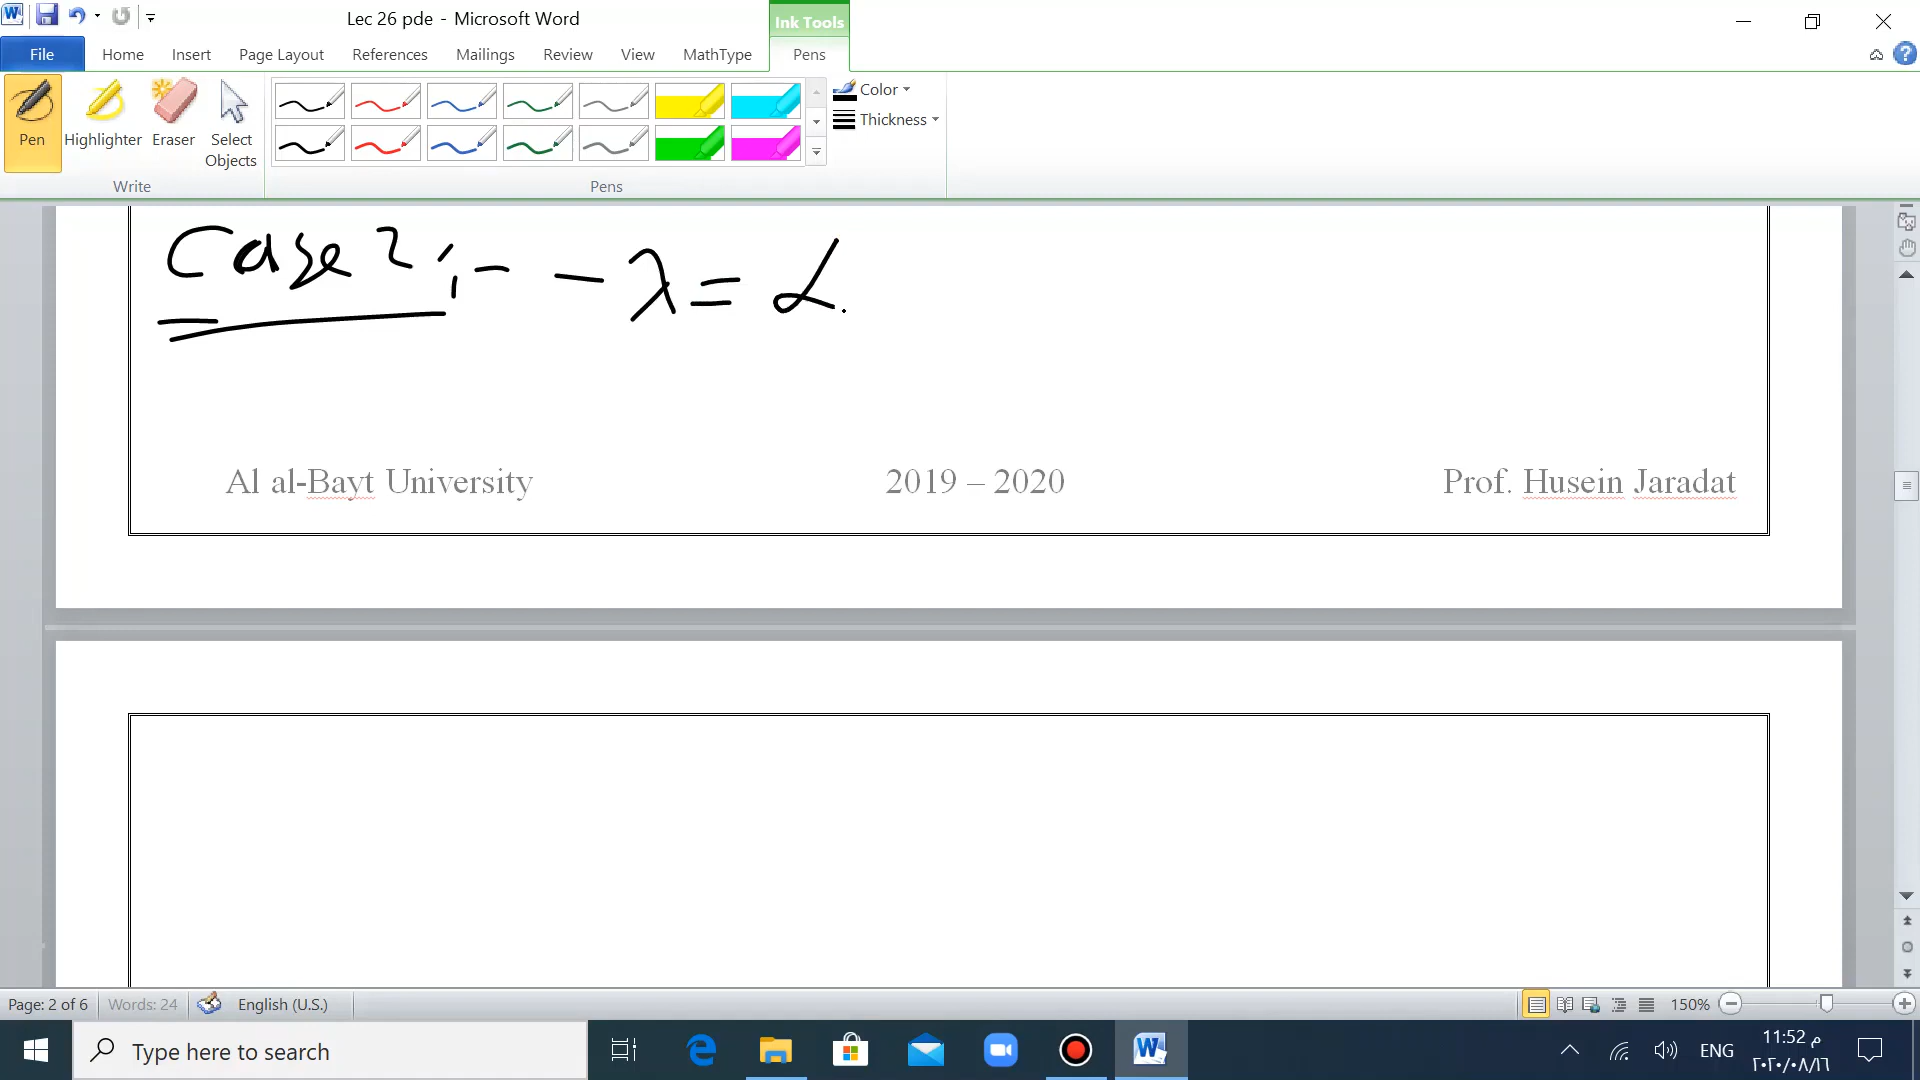 Lec 26 pde - Microsoft Word
Ink Tools
File
Home
Insert
Page Layout
References
Mailings
Review
View
MathType
Pens
Pen
Highlighter
Eraser
Select Objects
Color
Thickness
Write
Pens
Case 2:- - λ = α
Al al-Bayt University
2019 – 2020
Prof. Husein Jaradat
Page: 2 of 6
Words: 24
English (U.S.)
150%
Type here to search
ENG
11:52 م
٢٠٢٠/٠٨/١٦